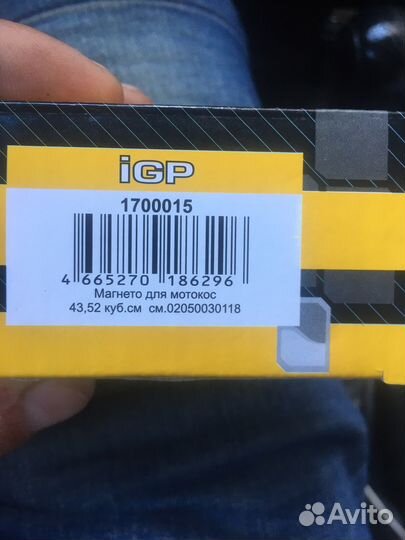 iGP
1700015
4 665270 186296
Магнето для мотокос
43,52 куб.см см.02050030118
Avito